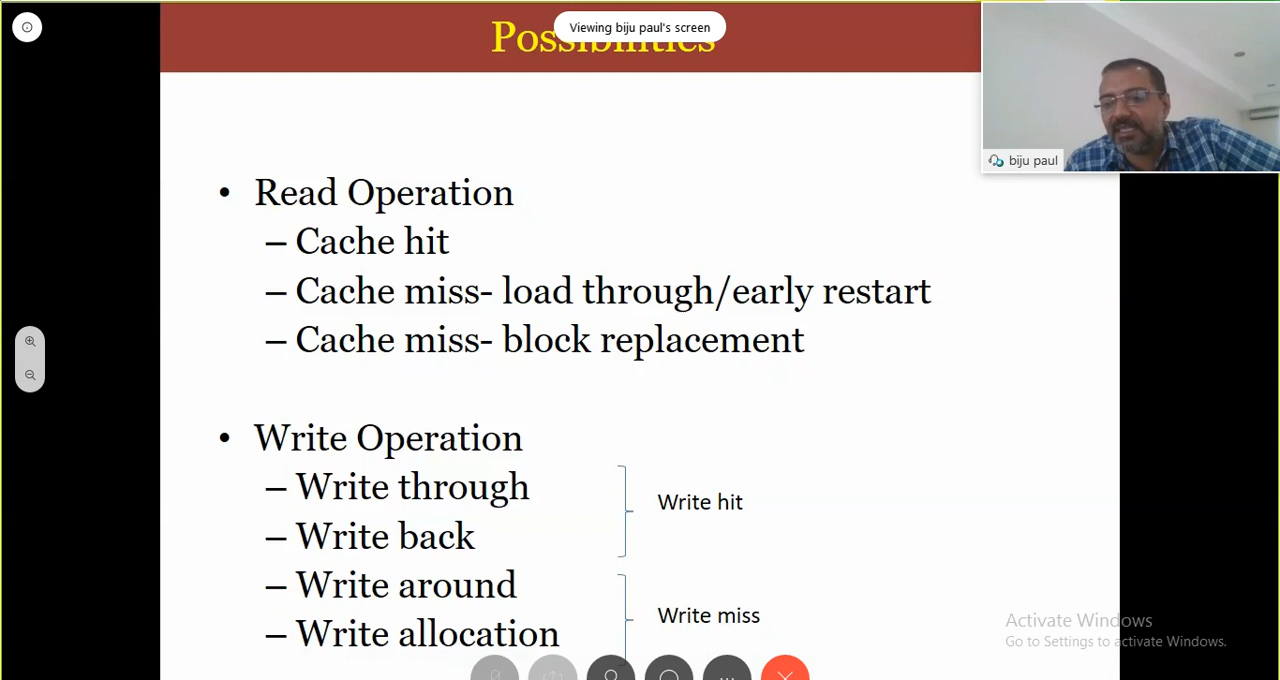 Possibilities
Viewing biju paul's screen
biju paul
• Read Operation
– Cache hit
– Cache miss- load through/early restart
– Cache miss- block replacement
• Write Operation
– Write through
– Write back
Write hit
– Write around
– Write allocation
Write miss
Activate Windows
Go to Settings to activate Windows.